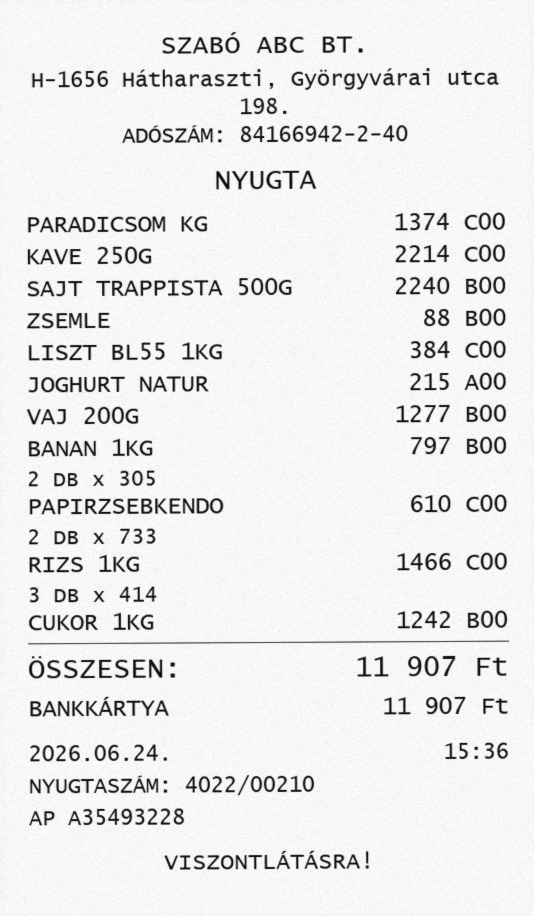 SZABÓ ABC BT.
H-1656 Hátharaszti, Györgyvárai utca
198.
ADÓSZÁM: 84166942-2-40
NYUGTA
PARADICSOM KG 1374 C00
KAVE 250G 2214 C00
SAJT TRAPPISTA 500G 2240 B00
ZSEMLE 88 B00
LISZT BL55 1KG 384 C00
JOGHURT NATUR 215 A00
VAJ 200G 1277 B00
BANAN 1KG 797 B00
2 DB x 305
PAPIRZSEBKENDO 610 C00
2 DB x 733
RIZS 1KG 1466 C00
3 DB x 414
CUKOR 1KG 1242 B00
ÖSSZESEN: 11 907 Ft
BANKKÁRTYA 11 907 Ft
2026.06.24. 15:36
NYUGTASZÁM: 4022/00210
AP A35493228
VISZONTLÁTÁSRA!